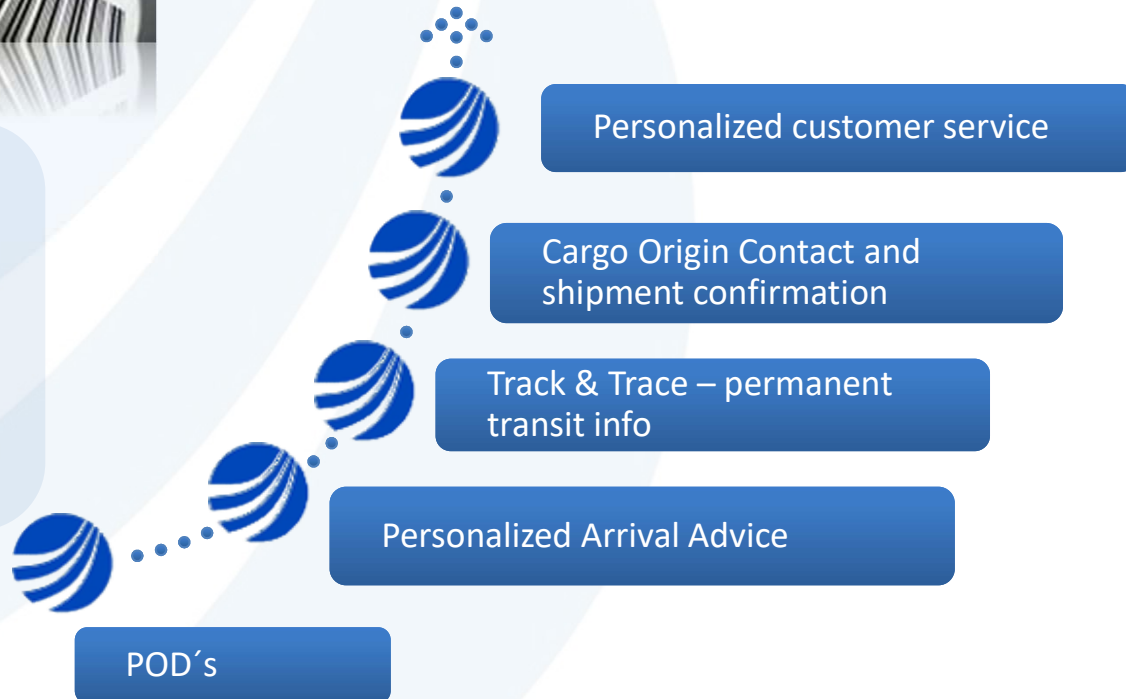 Personalized customer service
Cargo Origin Contact and
shipment confirmation
Track & Trace – permanent
transit info
Personalized Arrival Advice
POD´s